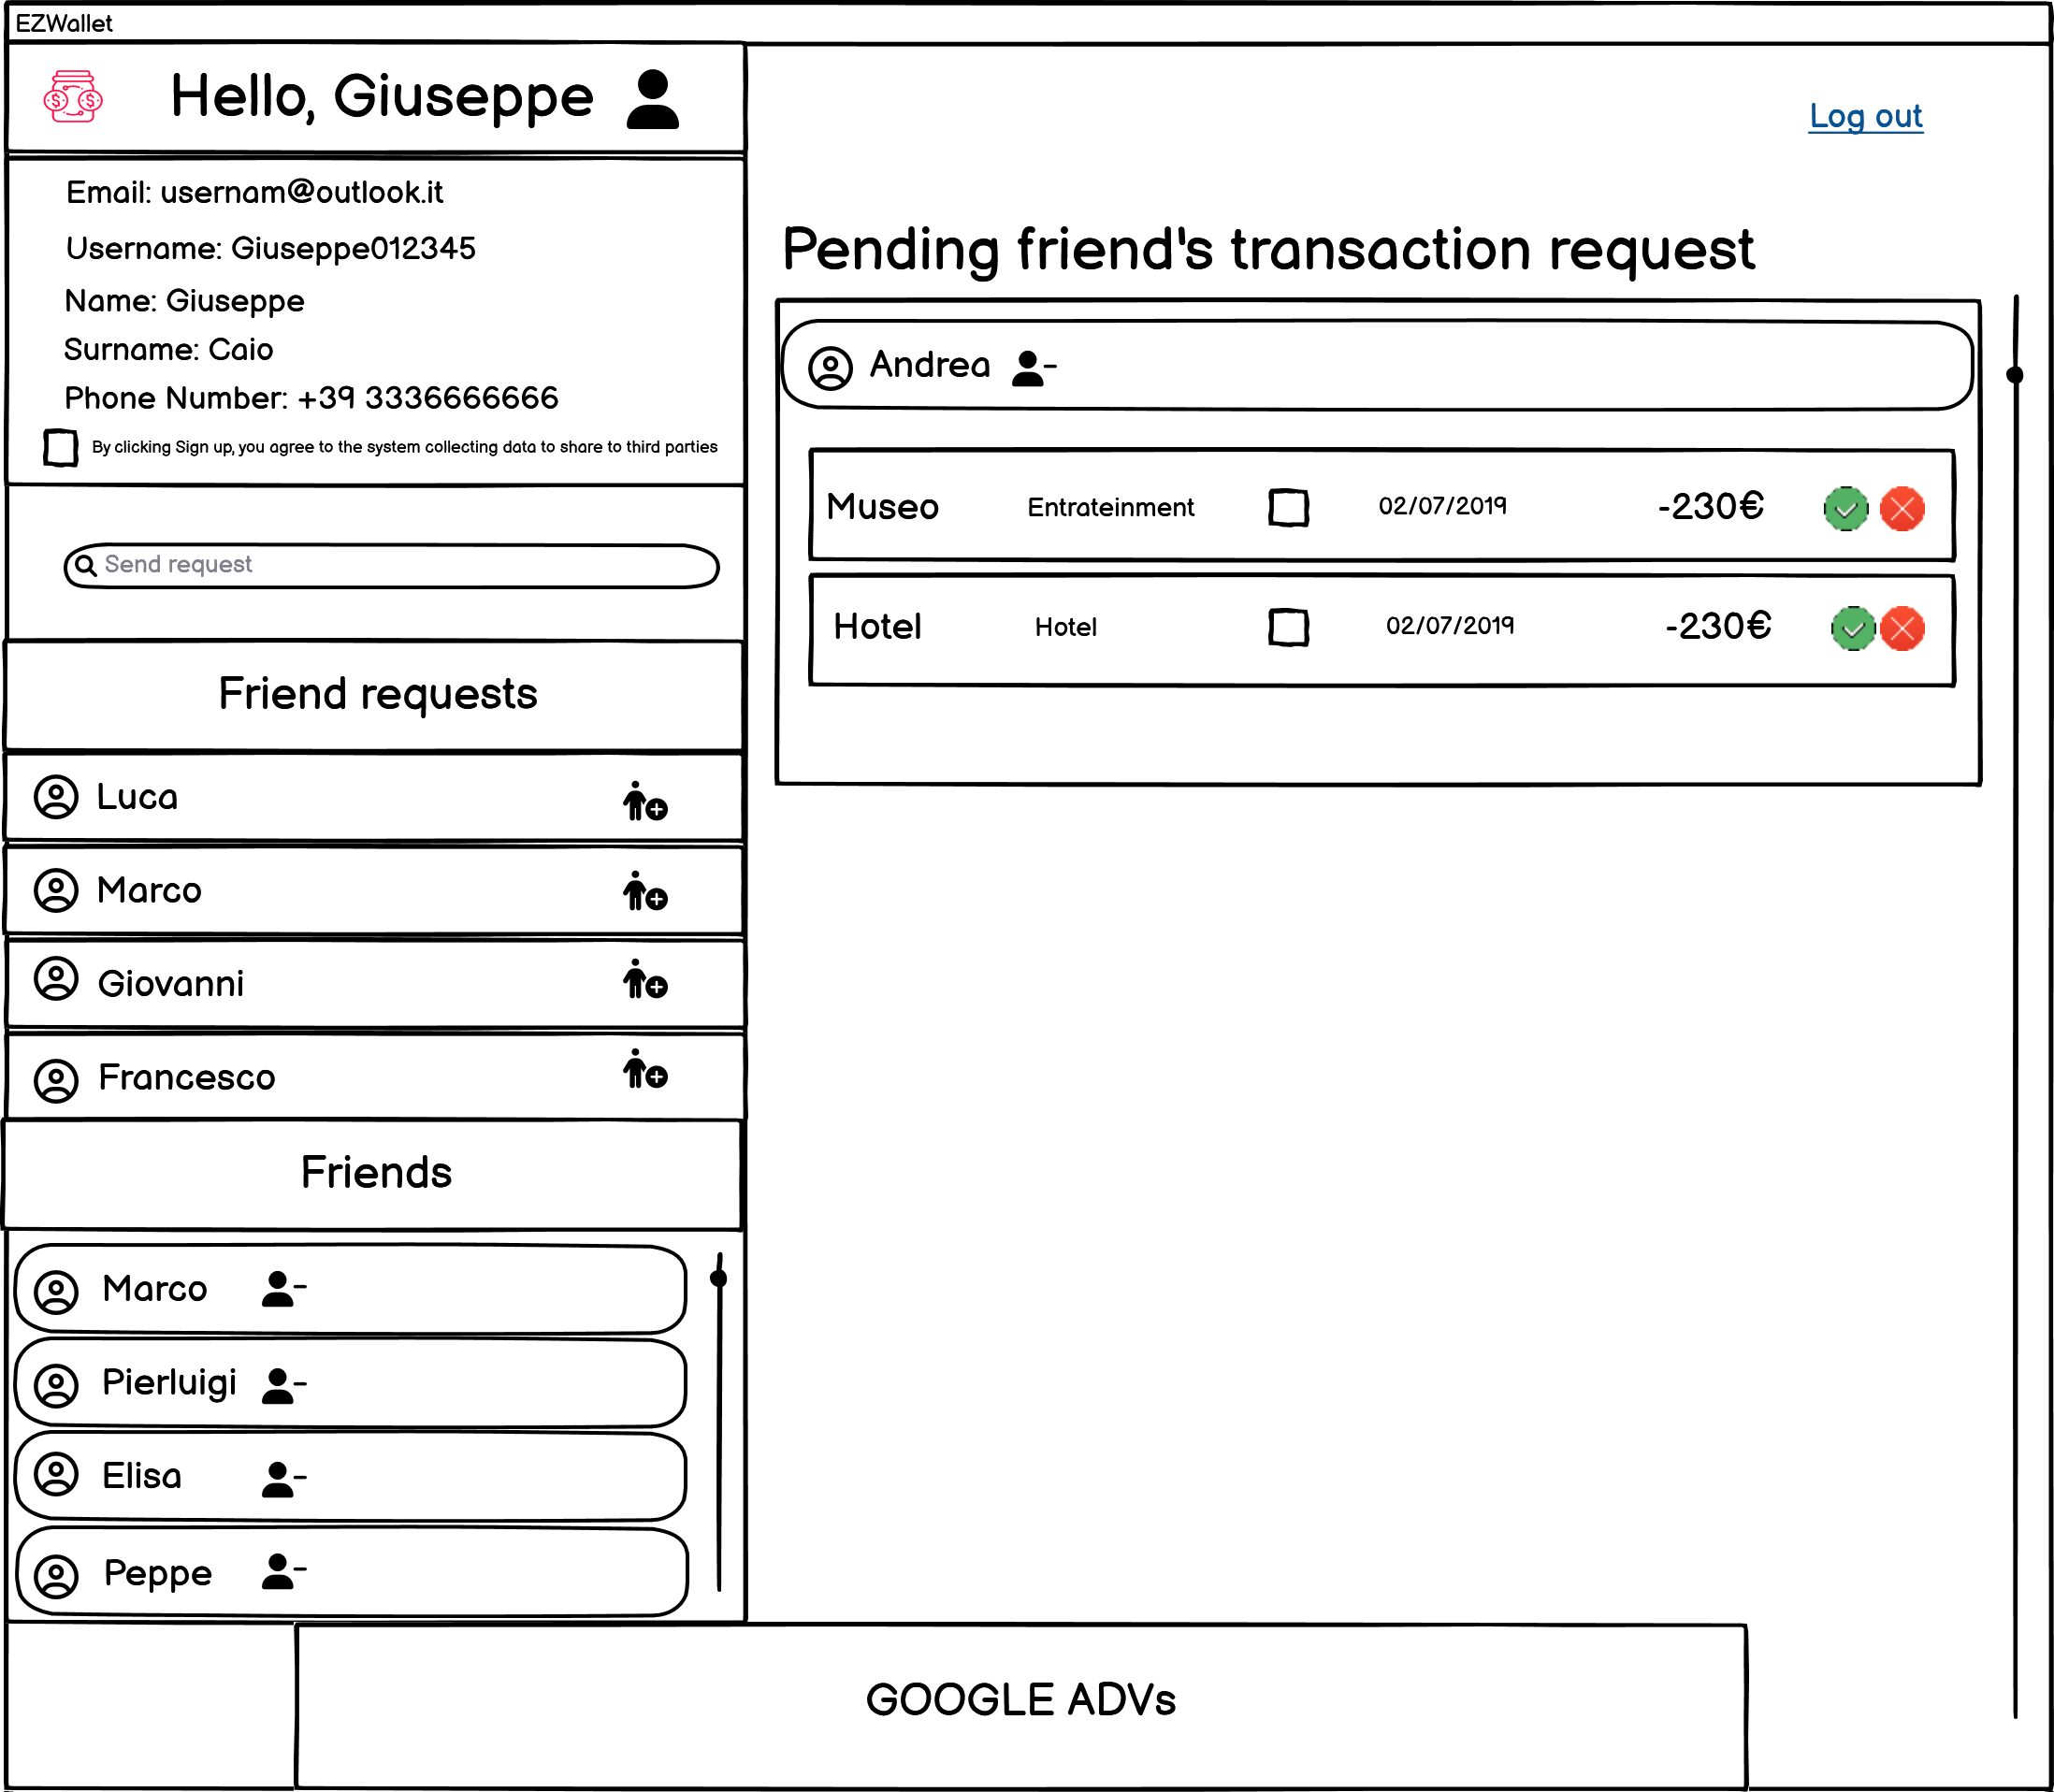 EZWallet
Hello, Giuseppe
Log out
Email: usernam@outlook.it
Username: Giuseppe012345
Name: Giuseppe
Surname: Caio
Phone Number: +39 3336666666
By clicking Sign up, you agree to the system collecting data to share to third parties
Send request
Friend requests
Luca
Marco
Giovanni
Francesco
Friends
Marco
Pierluigi
Elisa
Peppe
Pending friend's transaction request
Andrea
Museo Entrateinment 02/07/2019 -230€
Hotel Hotel 02/07/2019 -230€
GOOGLE ADVs